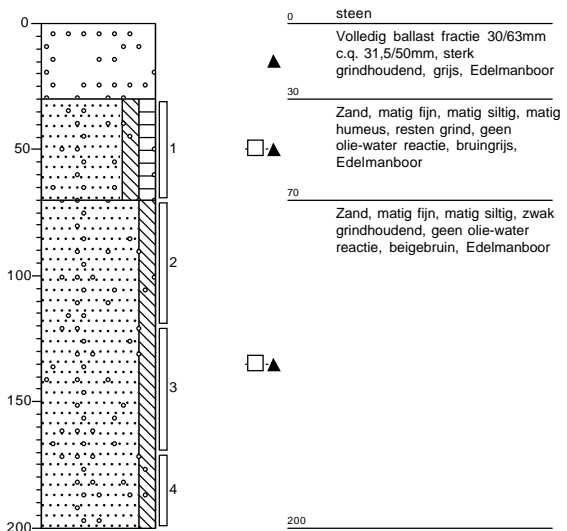 0
50
100
150
200
1
2
3
4
0
steen
Volledig ballast fractie 30/63mm
c.q. 31,5/50mm, sterk
grindhoudend, grijs, Edelmanboor
30
Zand, matig fijn, matig siltig, matig
humeus, resten grind, geen
olie-water reactie, bruingrijs,
Edelmanboor
70
Zand, matig fijn, matig siltig, zwak
grindhoudend, geen olie-water
reactie, beigebruin, Edelmanboor
200